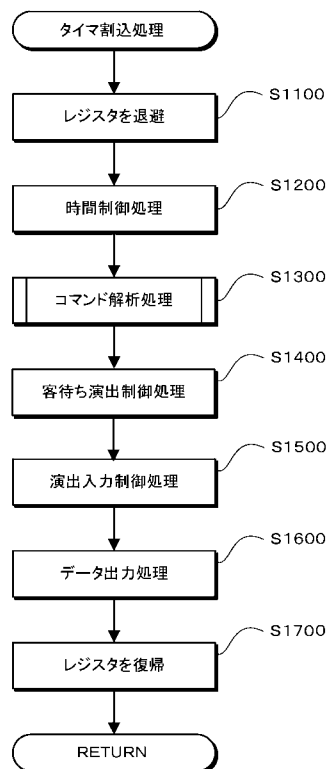 タイマ割込処理
レジスタを退避
S1100
時間制御処理
S1200
コマンド解析処理
S1300
客待ち演出制御処理
S1400
演出入力制御処理
S1500
データ出力処理
S1600
レジスタを復帰
S1700
RETURN